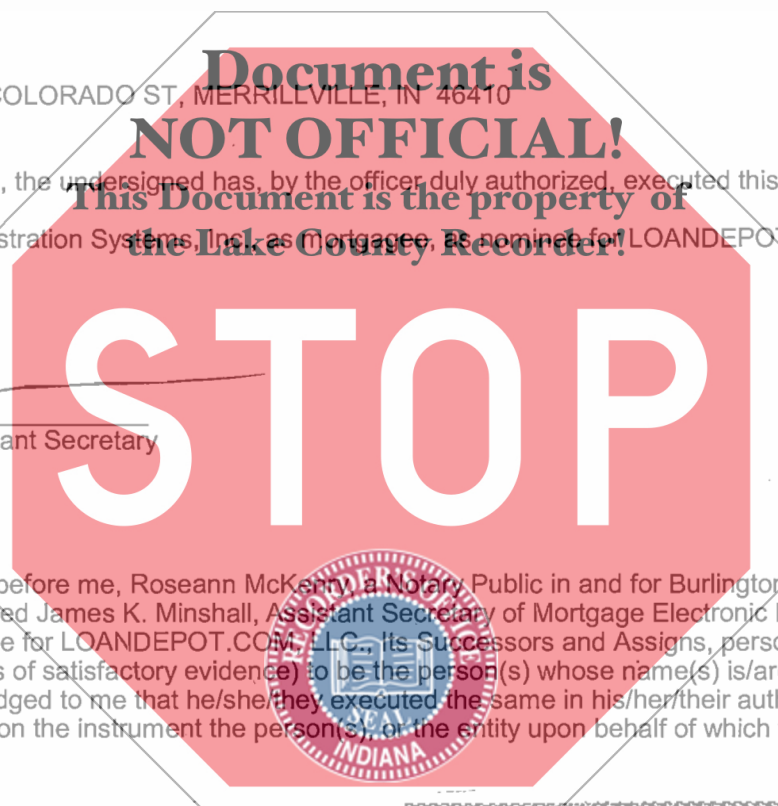 Document is
COLORADO ST, MERRILLVILLE, IN 46410
NOT OFFICIAL!
, the undersigned has, by the officer duly authorized, executed this
This Document is the property of
stration Systems, Inc., as mortgagee, as nominee for LOANDEPOT
the Lake County Recorder!
STOP
ant Secretary
before me, Roseann McKenry, a Notary Public in and for Burlington
ed James K. Minshall, Assistant Secretary of Mortgage Electronic
e for LOANDEPOT.COM, LLC, Its Successors and Assigns, perso
s of satisfactory evidence) to be the person(s) whose name(s) is/ar
dged to me that he/she/they executed the same in his/her/their aut
on the instrument the person(s), or the entity upon behalf of which
RECORDER'S OFFICE
SEAL
INDIANA